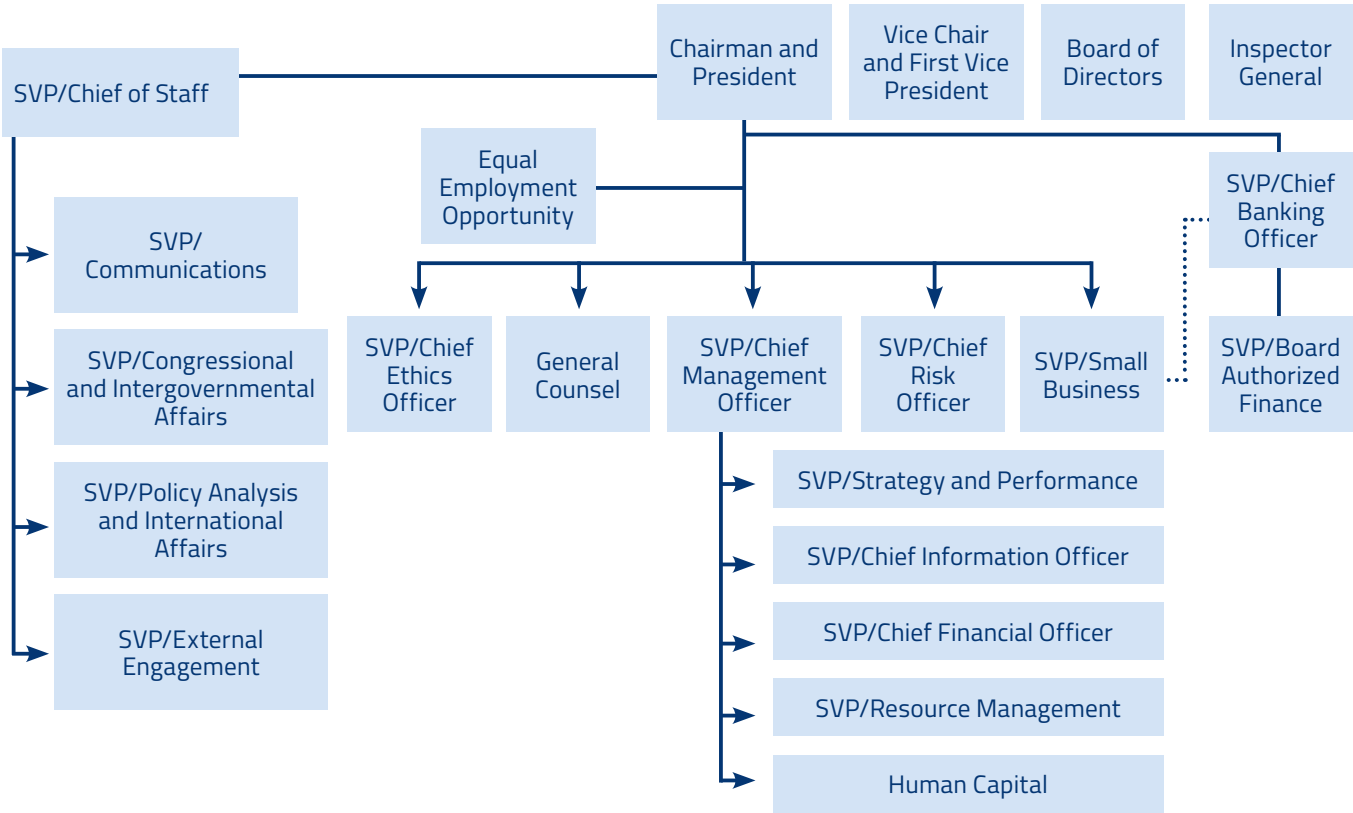 SVP/Chief of Staff
Chairman and
President
Vice Chair
and First Vice
President
Board of
Directors
Inspector
General
Equal
Employment
Opportunity
SVP/Chief
Banking
Officer
SVP/
Communications
SVP/Congressional
and Intergovernmental
Affairs
SVP/Policy Analysis
and International
Affairs
SVP/External
Engagement
SVP/Chief
Ethics
Officer
General
Counsel
SVP/Chief
Management
Officer
SVP/Chief
Risk
Officer
SVP/Small
Business
SVP/Board
Authorized
Finance
SVP/Strategy and Performance
SVP/Chief Information Officer
SVP/Chief Financial Officer
SVP/Resource Management
Human Capital